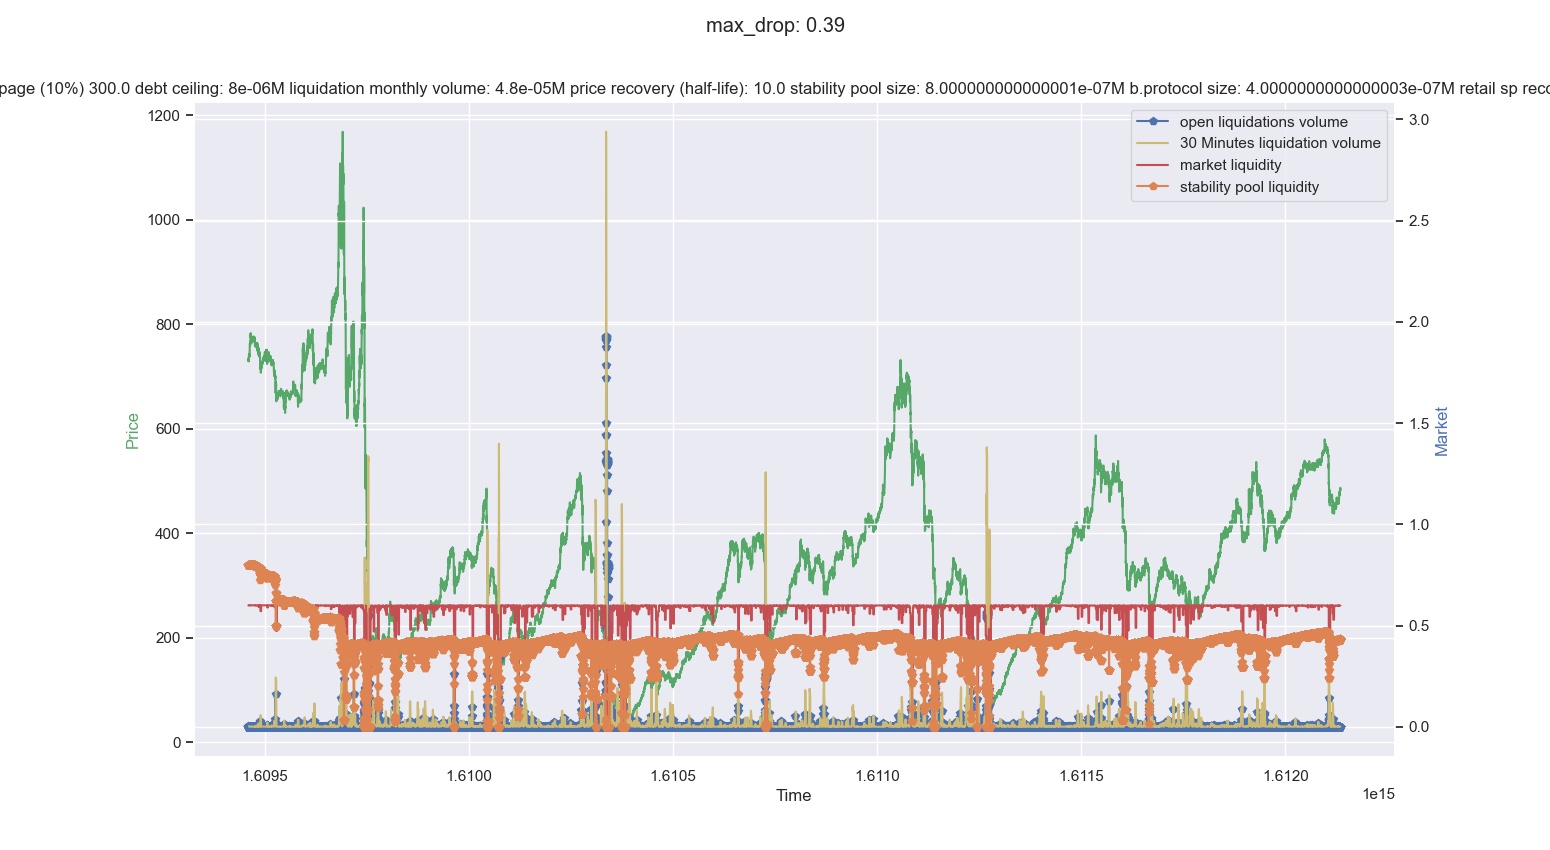 max_drop: 0.39
page (10%) 300.0 debt ceiling: 8e-06M liquidation monthly volume: 4.8e-05M price recovery (half-life): 10.0 stability pool size: 8.000000000000001e-07M b.protocol size: 4.0000000000000003e-07M retail sp reco
1200
1000
800
600
400
200
0
Price
3.0
2.5
2.0
1.5
1.0
0.5
0.0
Market
open liquidations volume
30 Minutes liquidation volume
market liquidity
stability pool liquidity
1.6095
1.6100
1.6105
1.6110
1.6115
1.6120
1e15
Time